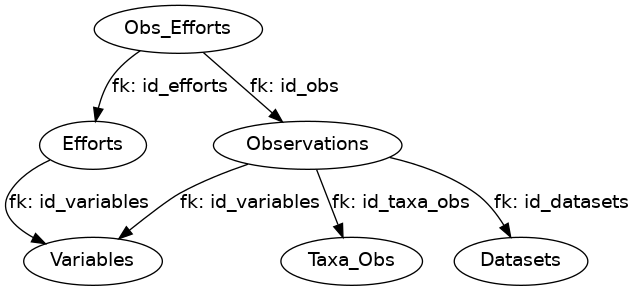 Obs_Efforts
fk: id_efforts
fk: id_obs
Efforts
Observations
fk: id_variables
fk: id_variables
fk: id_taxa_obs
fk: id_datasets
Variables
Taxa_Obs
Datasets